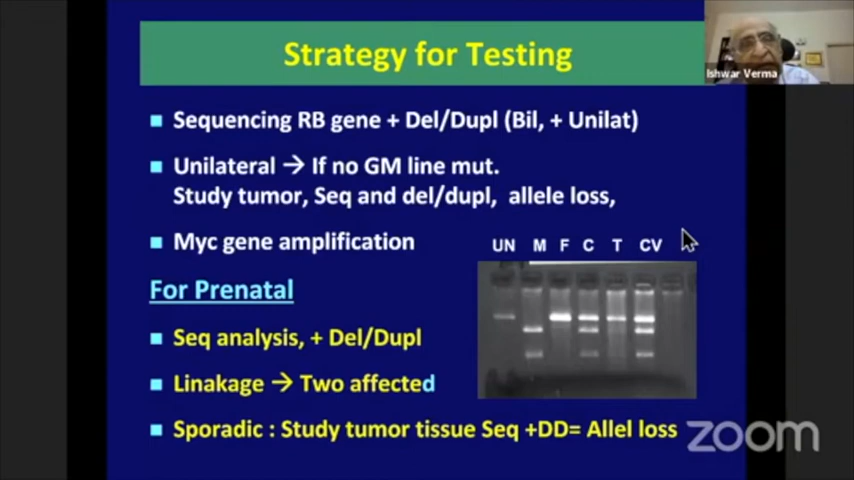 Strategy for Testing
Ishwar Verma
Sequencing RB gene + Del/Dupl (Bil, + Unilat)
Unilateral → If no GM line mut.
Study tumor, Seq and del/dupl, allele loss,
Myc gene amplification
UN M F C T CV
For Prenatal
Seq analysis, + Del/Dupl
Linakage → Two affected
Sporadic : Study tumor tissue Seq +DD= Allel loss
zoom